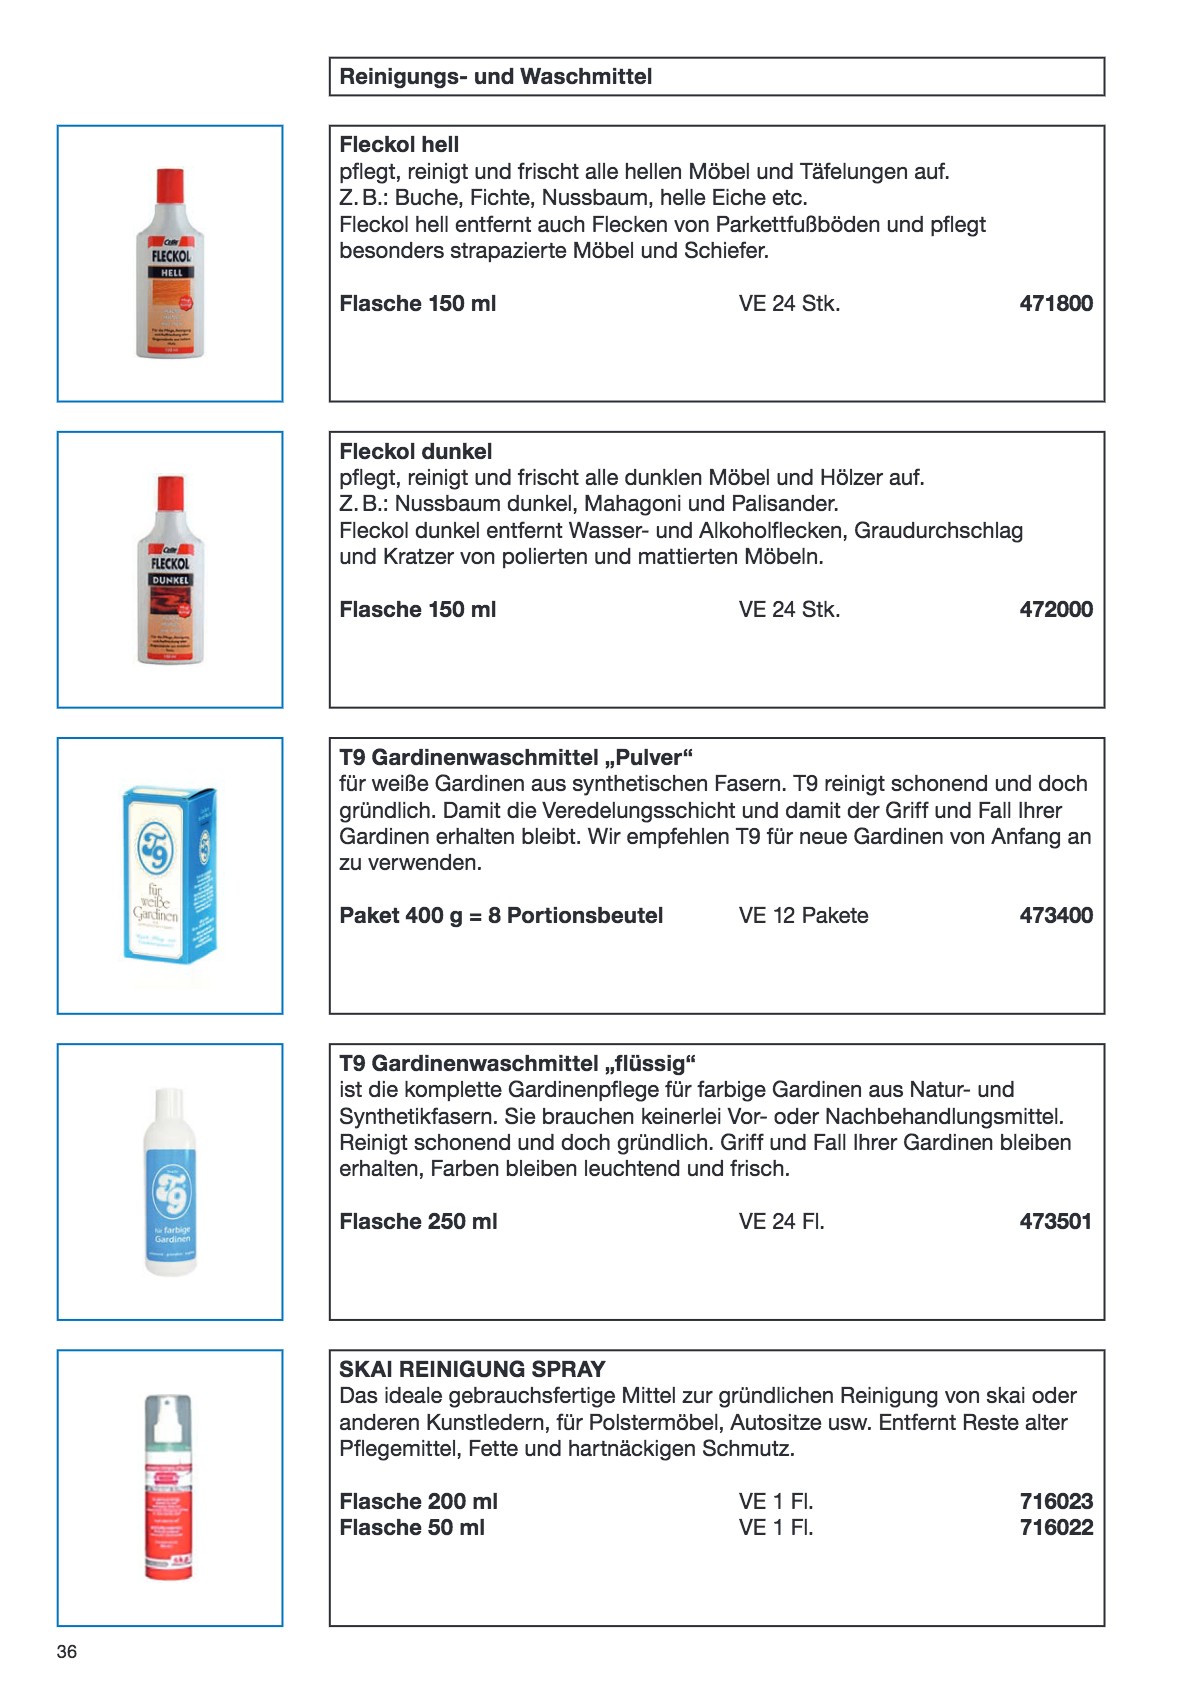 Reinigungs- und Waschmittel
Fleckol hell
pflegt, reinigt und frischt alle hellen Möbel und Täfelungen auf.
Z. B.: Buche, Fichte, Nussbaum, helle Eiche etc.
Fleckol hell entfernt auch Flecken von Parkettfußböden und pflegt
besonders strapazierte Möbel und Schiefer.
Flasche 150 ml VE 24 Stk. 471800
FLECKOL
HELL
Fleckol dunkel
pflegt, reinigt und frischt alle dunklen Möbel und Hölzer auf.
Z. B.: Nussbaum dunkel, Mahagoni und Palisander.
Fleckol dunkel entfernt Wasser- und Alkoholflecken, Graudurchschlag
und Kratzer von polierten und mattierten Möbeln.
Flasche 150 ml VE 24 Stk. 472000
FLECKOL
DUNKEL
T9 Gardinenwaschmittel „Pulver“
für weiße Gardinen aus synthetischen Fasern. T9 reinigt schonend und doch
gründlich. Damit die Veredelungsschicht und damit der Griff und Fall Ihrer
Gardinen erhalten bleibt. Wir empfehlen T9 für neue Gardinen von Anfang an
zu verwenden.
Paket 400 g = 8 Portionsbeutel VE 12 Pakete 473400
T9
für
weiße
Gardinen
T9 Gardinenwaschmittel „flüssig“
ist die komplette Gardinenpflege für farbige Gardinen aus Natur- und
Synthetikfasern. Sie brauchen keinerlei Vor- oder Nachbehandlungsmittel.
Reinigt schonend und doch gründlich. Griff und Fall Ihrer Gardinen bleiben
erhalten, Farben bleiben leuchtend und frisch.
Flasche 250 ml VE 24 Fl. 473501
T9
für farbige
Gardinen
SKAI REINIGUNG SPRAY
Das ideale gebrauchsfertige Mittel zur gründlichen Reinigung von skai oder
anderen Kunstledern, für Polstermöbel, Autositze usw. Entfernt Reste alter
Pflegemittel, Fette und hartnäckigen Schmutz.
Flasche 200 ml VE 1 Fl. 716023
Flasche 50 ml VE 1 Fl. 716022
36